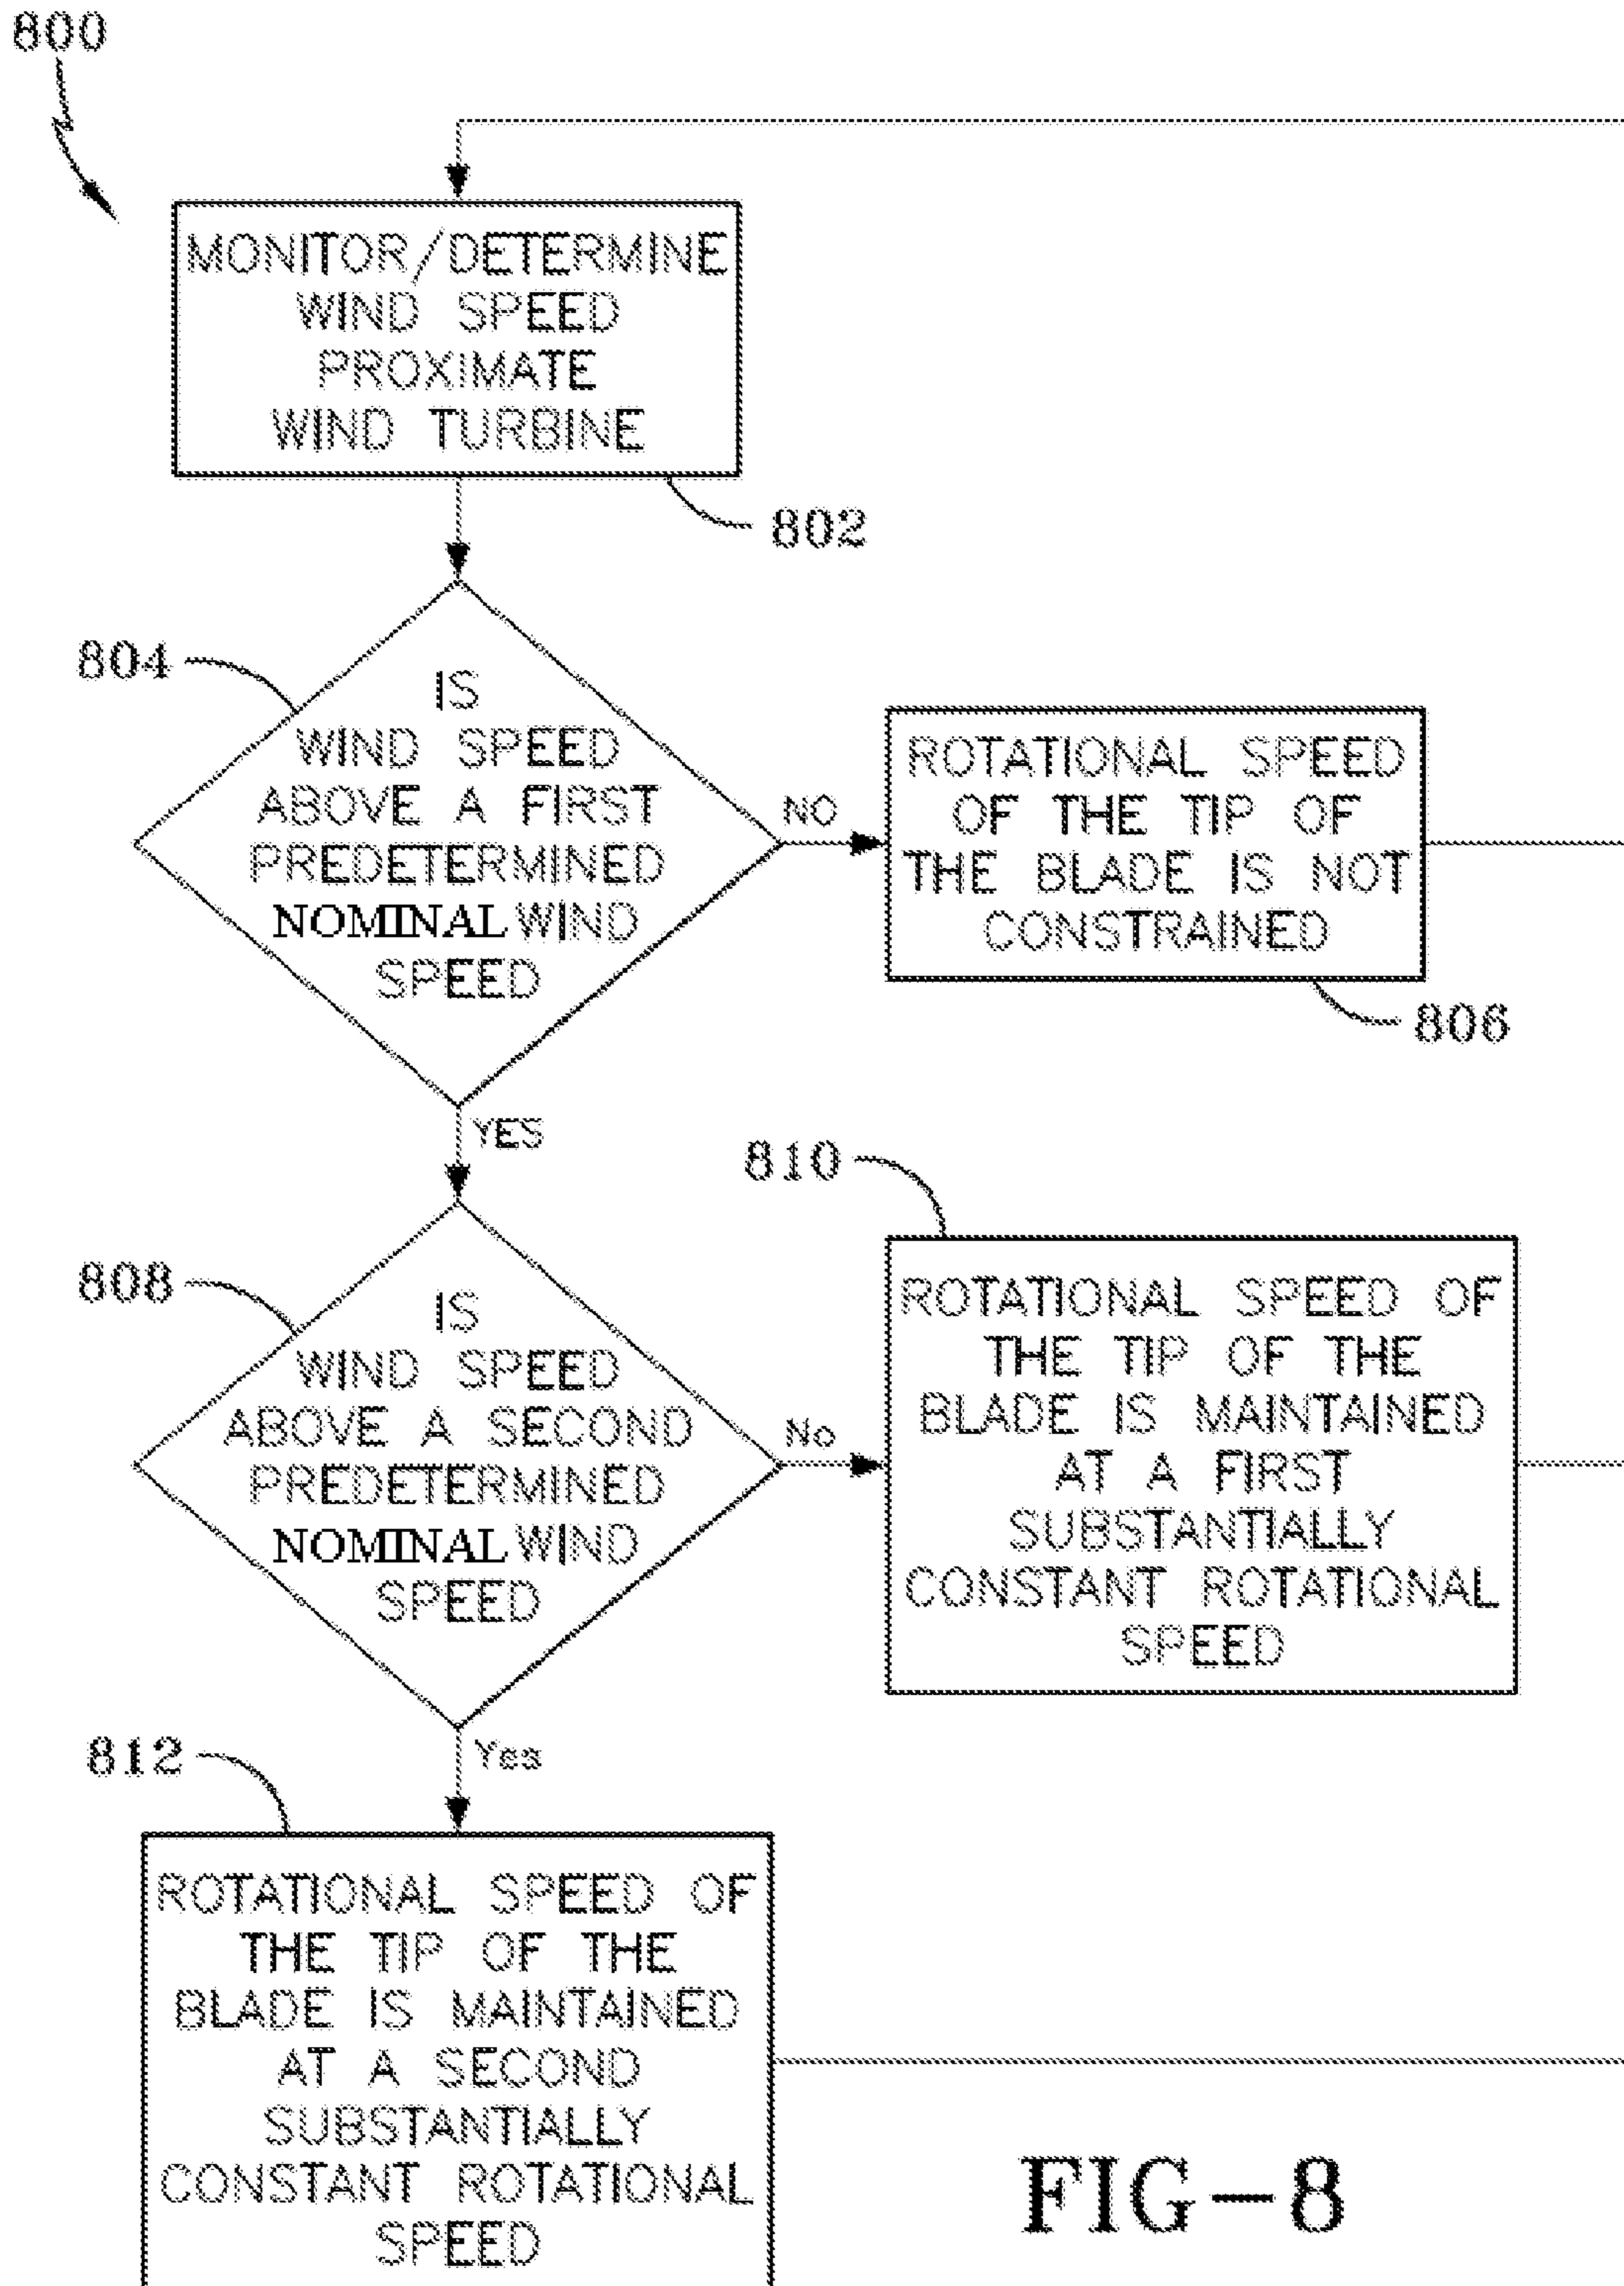 800
MONITOR/DETERMINE
WIND SPEED
PROXIMATE
WIND TURBINE
802
804
IS
WIND SPEED
ABOVE A FIRST
PREDETERMINED
NOMINAL WIND
SPEED
NO
ROTATIONAL SPEED
OF THE TIP OF
THE BLADE IS NOT
CONSTRAINED
806
YES
808
IS
WIND SPEED
ABOVE A SECOND
PREDETERMINED
NOMINAL WIND
SPEED
No
810
ROTATIONAL SPEED OF
THE TIP OF THE
BLADE IS MAINTAINED
AT A FIRST
SUBSTANTIALLY
CONSTANT ROTATIONAL
SPEED
Yes
812
ROTATIONAL SPEED OF
THE TIP OF THE
BLADE IS MAINTAINED
AT A SECOND
SUBSTANTIALLY
CONSTANT ROTATIONAL
SPEED
FIG-8